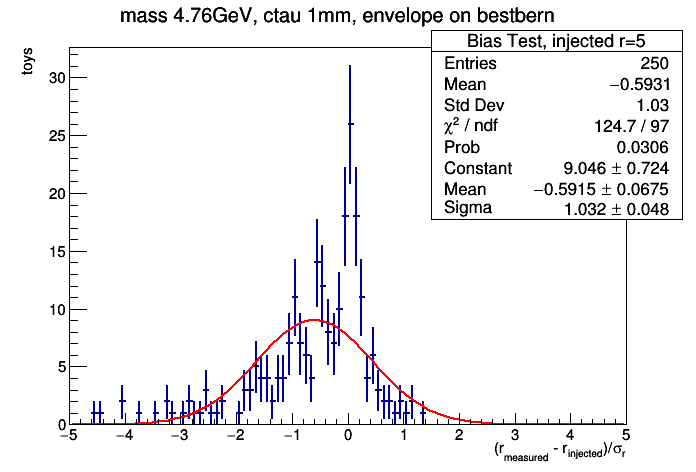 mass 4.76GeV, ctau 1mm, envelope on bestbern
Bias Test, injected r=5
Entries 250
Mean −0.5931
Std Dev 1.03
χ² / ndf 124.7 / 97
Prob 0.0306
Constant 9.046 ± 0.724
Mean −0.5915 ± 0.0675
Sigma 1.032 ± 0.048
toys
30
25
20
15
10
5
0
−5 −4 −3 −2 −1 0 1 2 3 4 5
(r_measured - r_injected)/σ_r